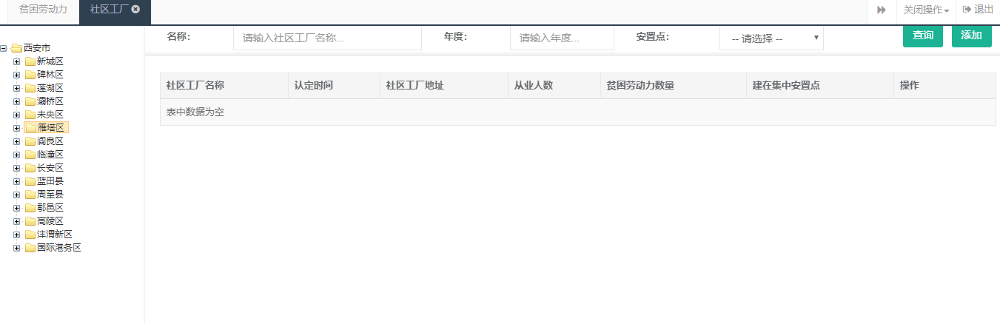 贫困劳动力 社区工厂 关闭操作 退出
名称: 请输入社区工厂名称... 年度: 请输入年度... 安置点: -- 请选择 -- 查询 添加
西安市
新城区
碑林区
莲湖区
灞桥区
未央区
雁塔区
阎良区
临潼区
长安区
蓝田县
周至县
鄠邑区
高陵区
沣渭新区
国际港务区
社区工厂名称 认定时间 社区工厂地址 从业人数 贫困劳动力数量 建在集中安置点 操作
表中数据为空